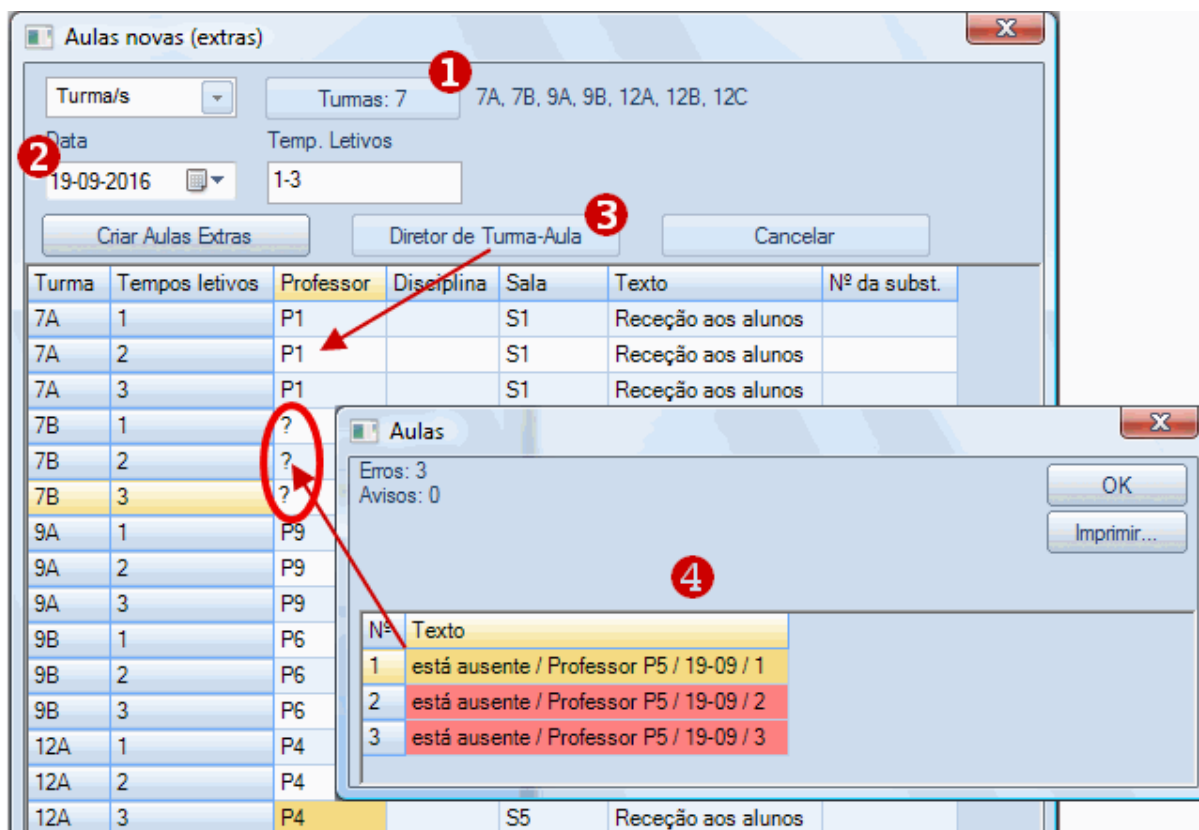 Aulas novas (extras)
X
1
Turma/s
Turmas: 7
7A, 7B, 9A, 9B, 12A, 12B, 12C
Data
Temp. Letivos
2
19-09-2016
1-3
3
Criar Aulas Extras
Diretor de Turma-Aula
Cancelar
Turma Tempos letivos Professor Disciplina Sala Texto Nº da subst.
7A 1 P1 S1 Receção aos alunos
7A 2 P1 S1 Receção aos alunos
7A 3 P1 S1 Receção aos alunos
7B 1 ?
7B 2 ?
7B 3 ?
9A 1 P9
9A 2 P9
9A 3 P9
9B 1 P6
9B 2 P6
9B 3 P6
12A 1 P4
12A 2 P4
12A 3 P4 S5 Receção aos alunos
Aulas
X
Erros: 3
Avisos: 0
OK
Imprimir...
4
Nº Texto
1 está ausente / Professor P5 / 19-09 / 1
2 está ausente / Professor P5 / 19-09 / 2
3 está ausente / Professor P5 / 19-09 / 3